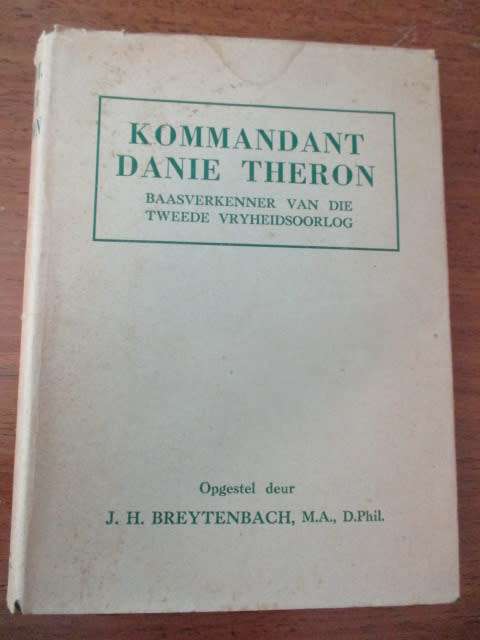 KOMMANDANT
DANIE THERON
BAASVERKENNER VAN DIE
TWEEDE VRYHEIDSOORLOG
Opgestel deur
J. H. BREYTENBACH, M.A., D.Phil.